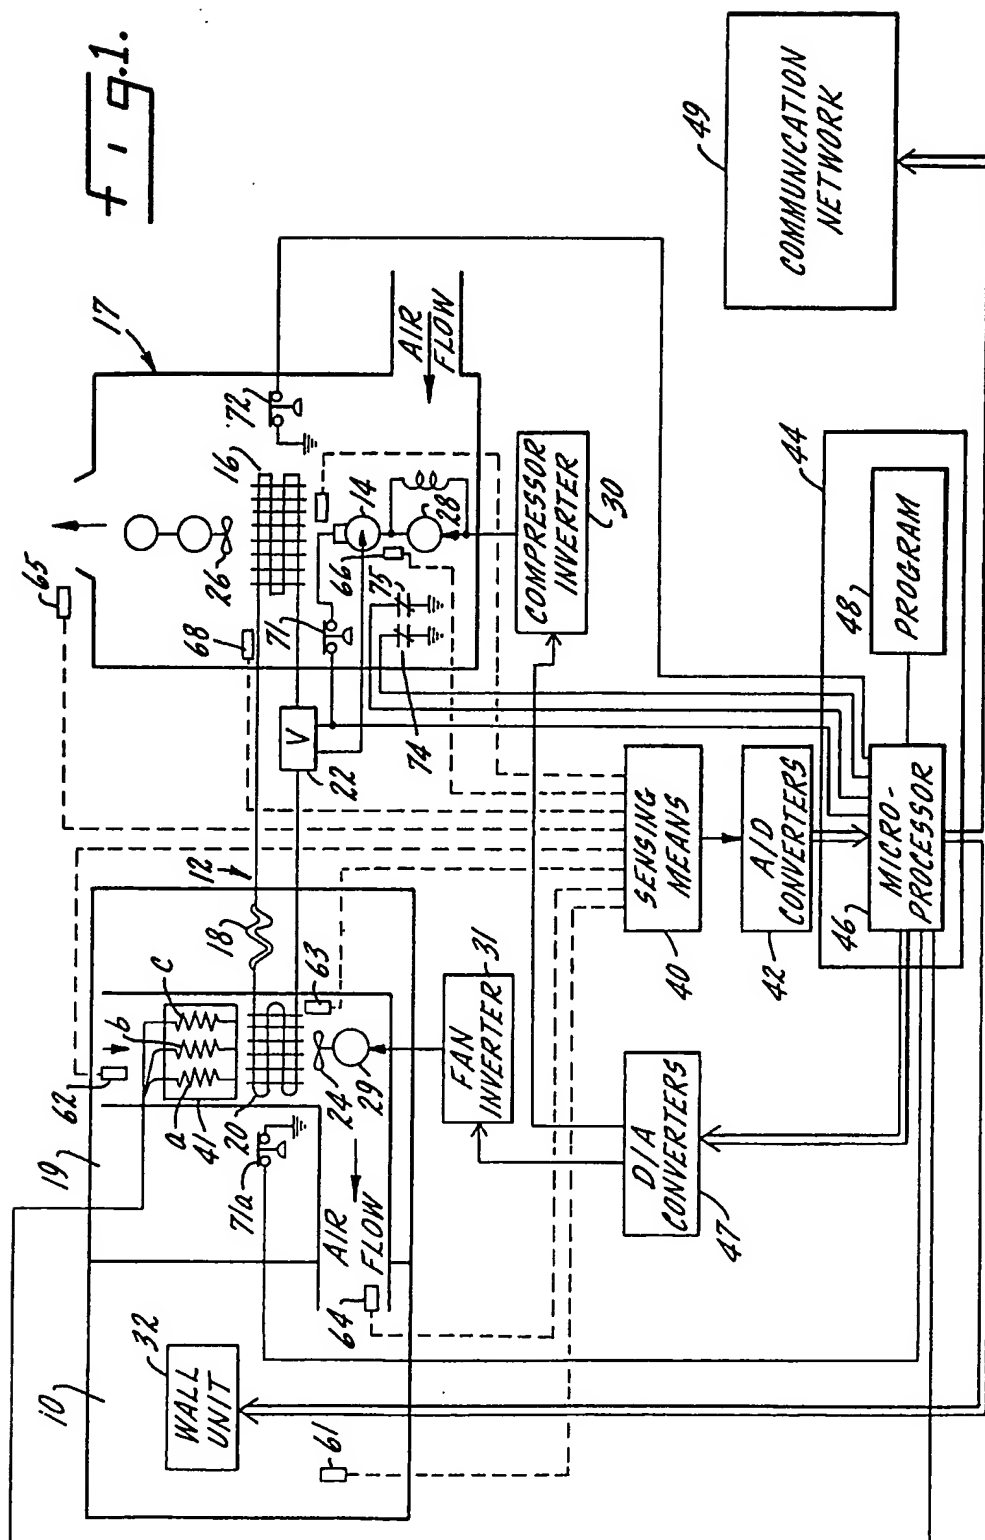 fig.1.
17
65
26
68
16
72
AIR
FLOW
14
28
66
75
71
74
V
22
COMPRESSOR
INVERTER
30
49
COMMUNICATION
NETWORK
12
18
62
b
a
b
c
41
20
63
24
29
71a
19
AIR
FLOW
64
10
WALL
UNIT
32
61
FAN
INVERTER
31
SENSING
MEANS
40
A/D
CONVERTERS
42
D/A
CONVERTERS
47
44
MICRO-
PROCESSOR
46
PROGRAM
48